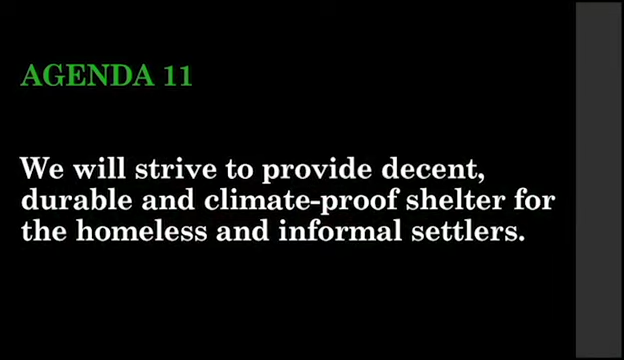 AGENDA 11
We will strive to provide decent,
durable and climate-proof shelter for
the homeless and informal settlers.